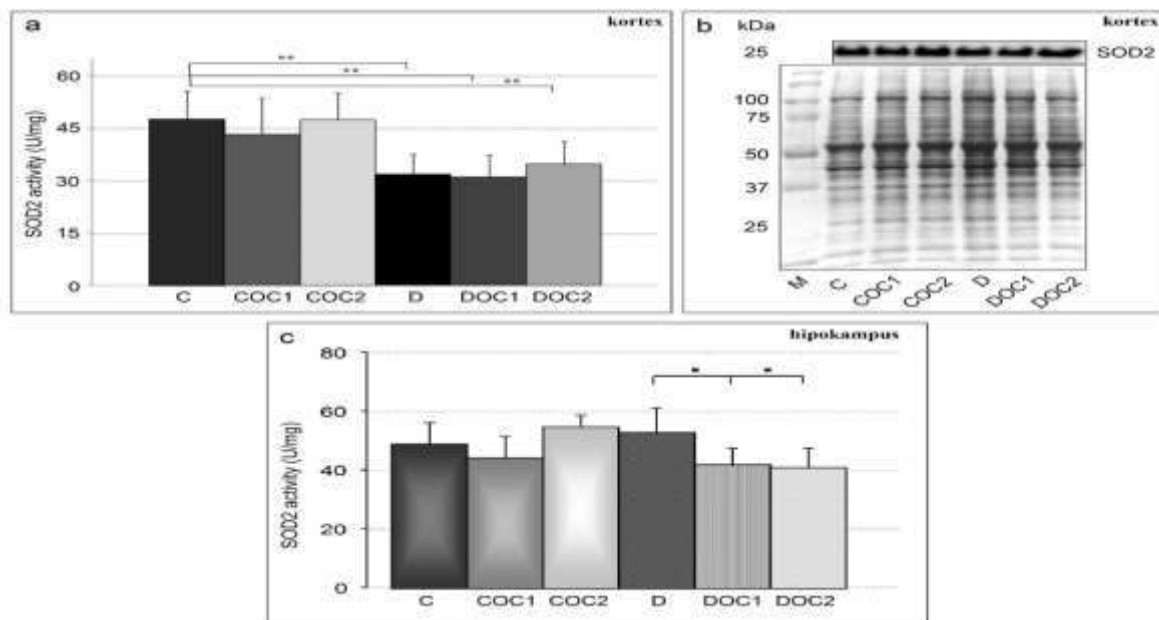 a
kortex
**
**
**
60
45
30
15
0
SOD2 activity (U/mg)
C COC1 COC2 D DOC1 DOC2
b kDa kortex
25 SOD2
100
75
50
37
25
M C COC1 COC2 D DOC1 DOC2
c
hipokampus
80
* *
60
40
20
0
SOD2 activity (U/mg)
C COC1 COC2 D DOC1 DOC2